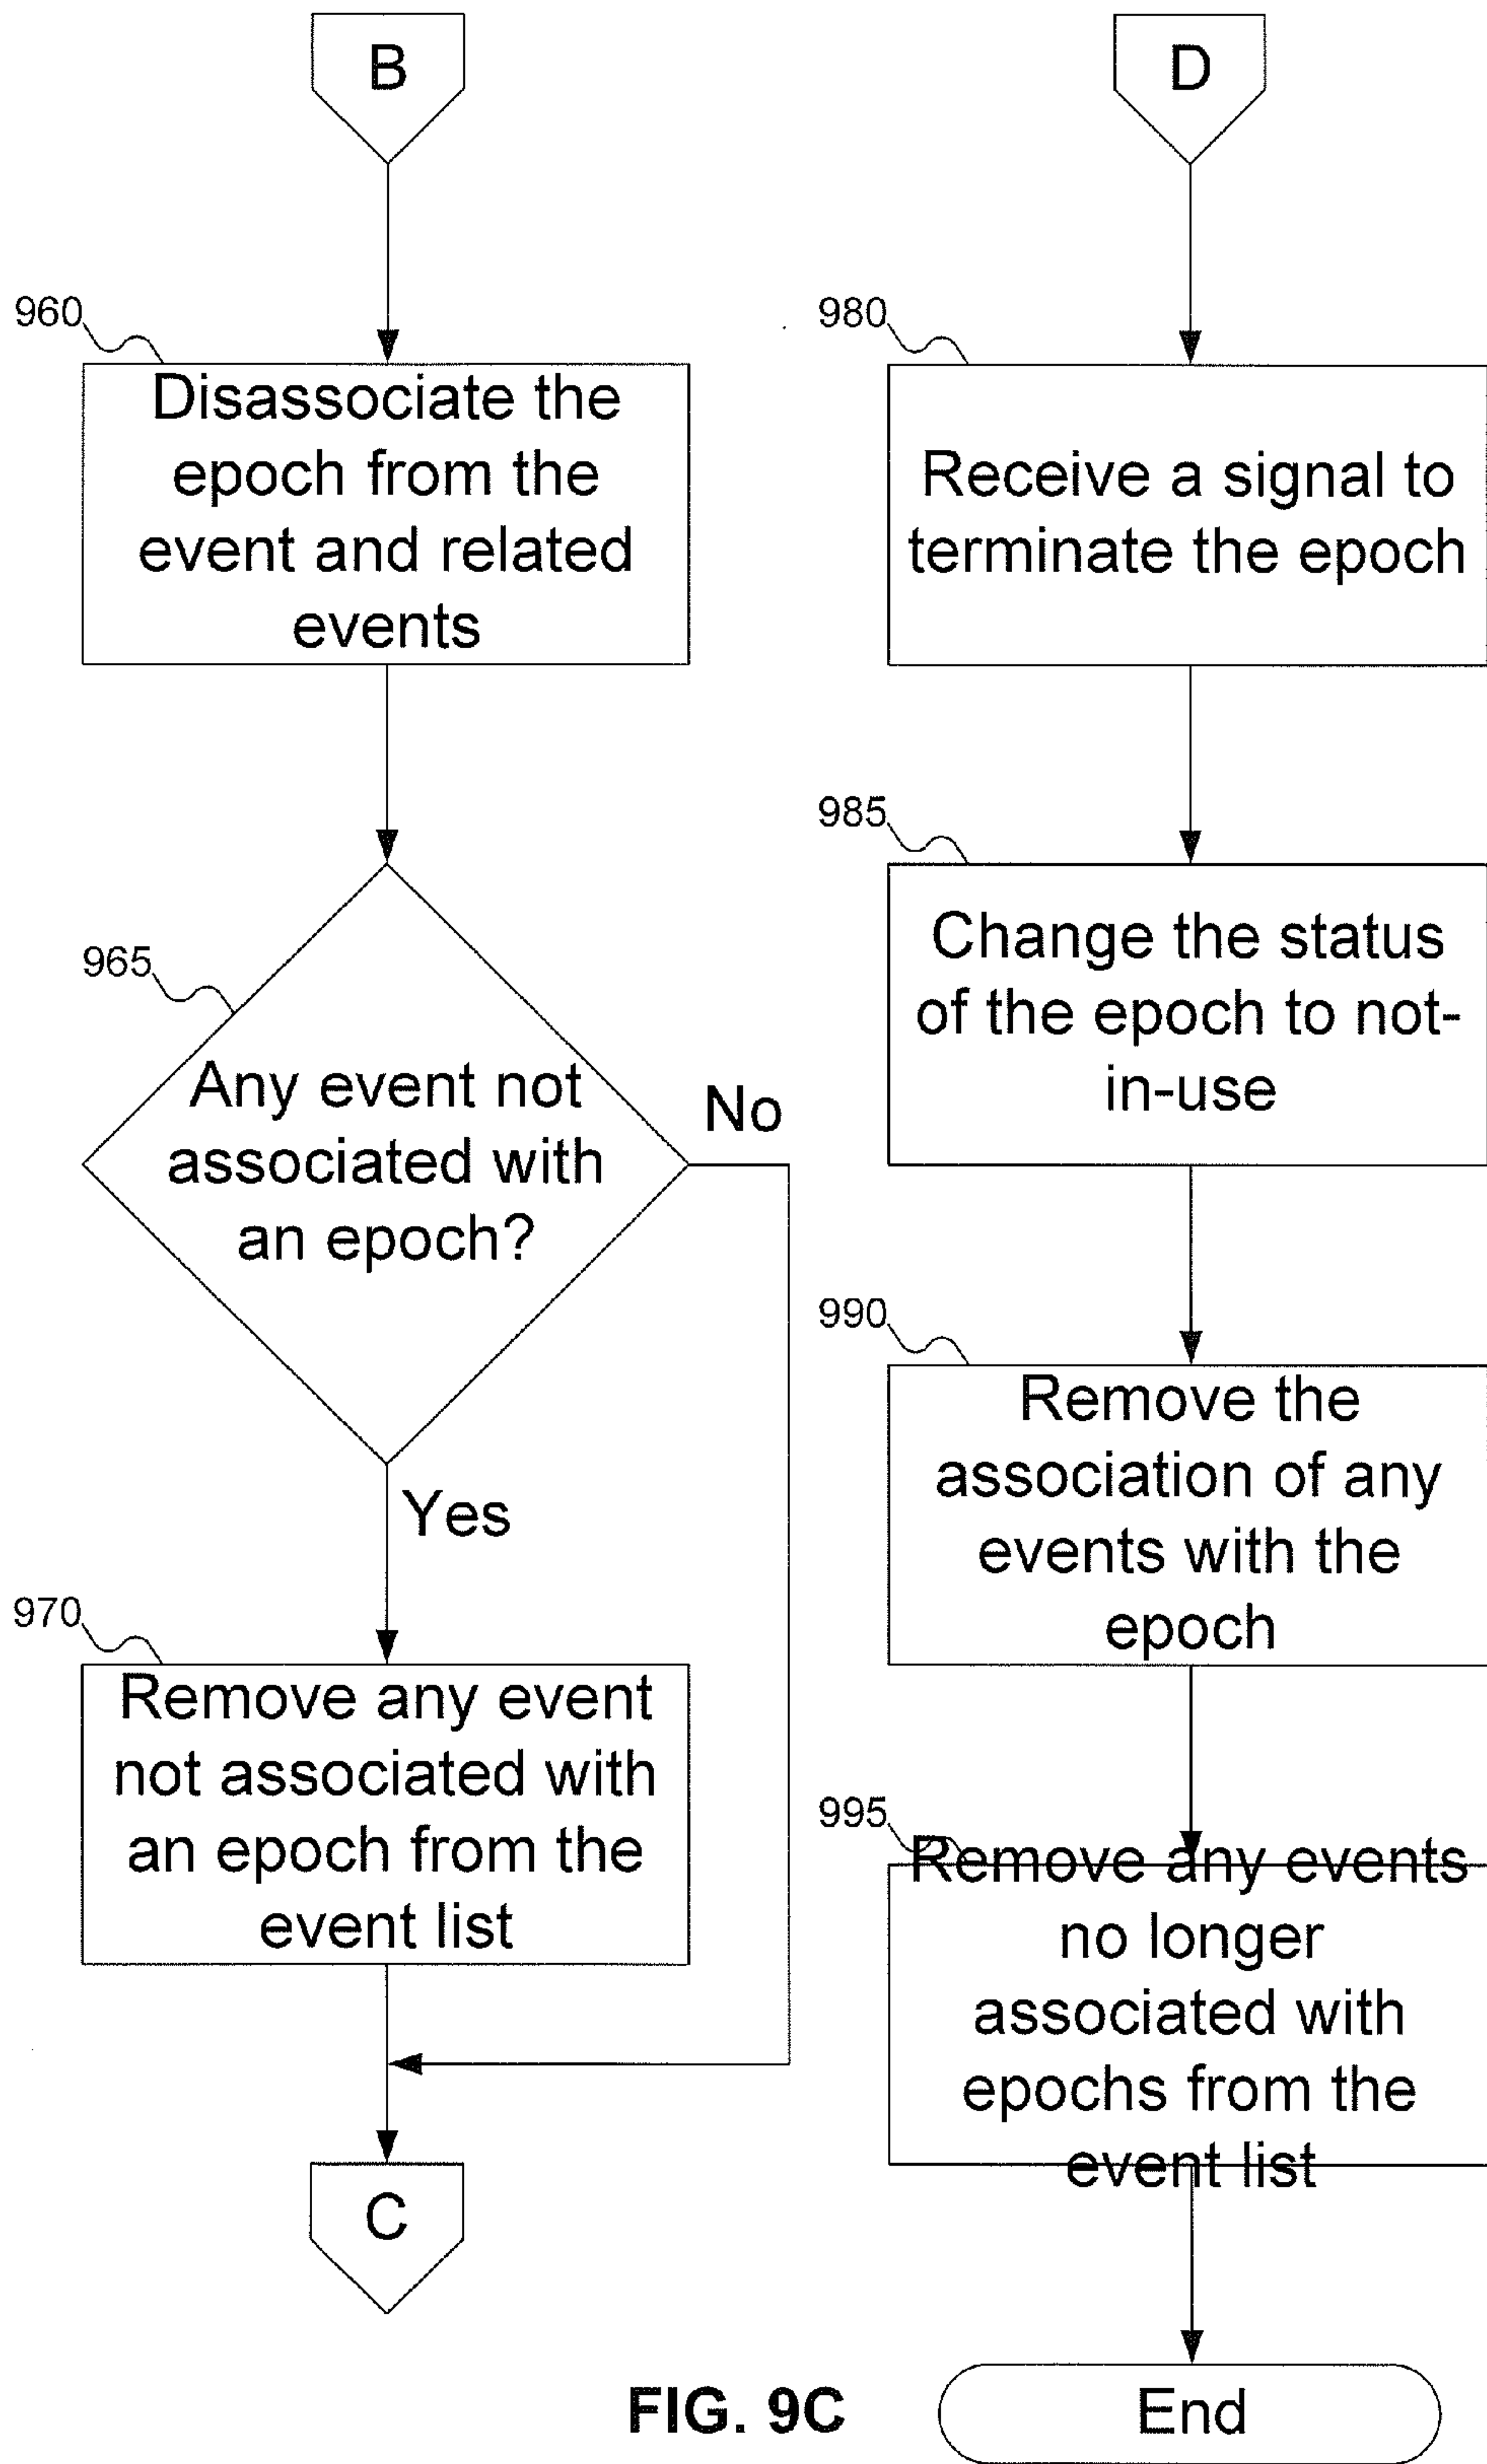 B
960
Disassociate the
epoch from the
event and related
events
965
Any event not
associated with
an epoch?
No
Yes
970
Remove any event
not associated with
an epoch from the
event list
C
D
980
Receive a signal to
terminate the epoch
985
Change the status
of the epoch to not-
in-use
990
Remove the
association of any
events with the
epoch
995
Remove any events
no longer
associated with
epochs from the
event list
End
FIG. 9C